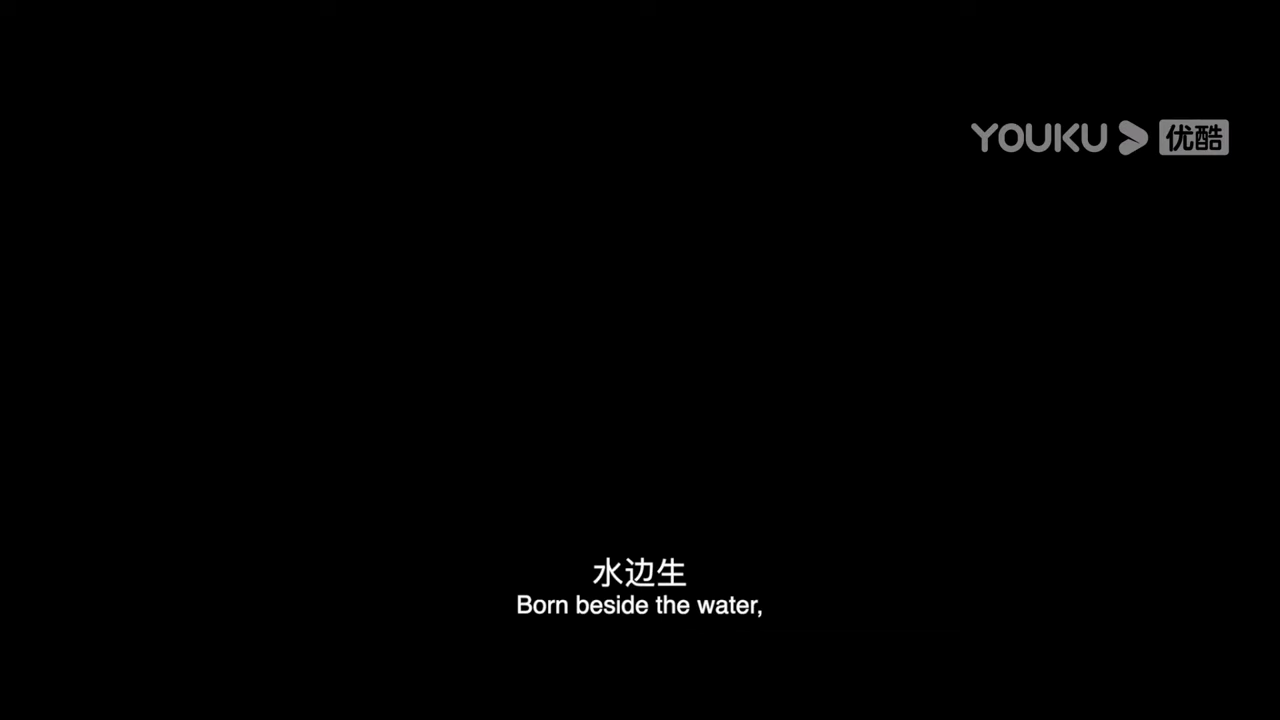 YOUKU 优酷
水边生
Born beside the water,